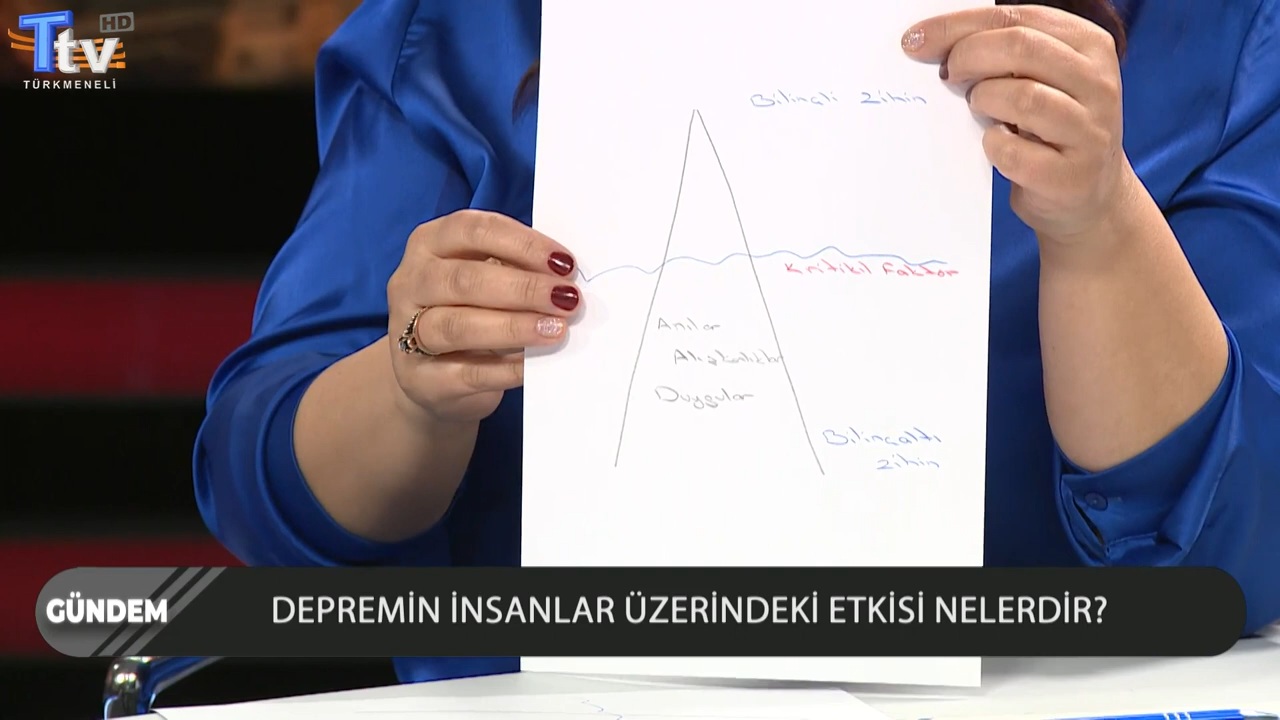 Ttv HD
TÜRKMENELİ
Bilinçli zihin
Kritikil Faktör
Anılar
Alışkanlıklar
Duygular
Bilinçaltı
zihin
GÜNDEM
DEPREMİN İNSANLAR ÜZERİNDEKİ ETKİSİ NELERDİR?